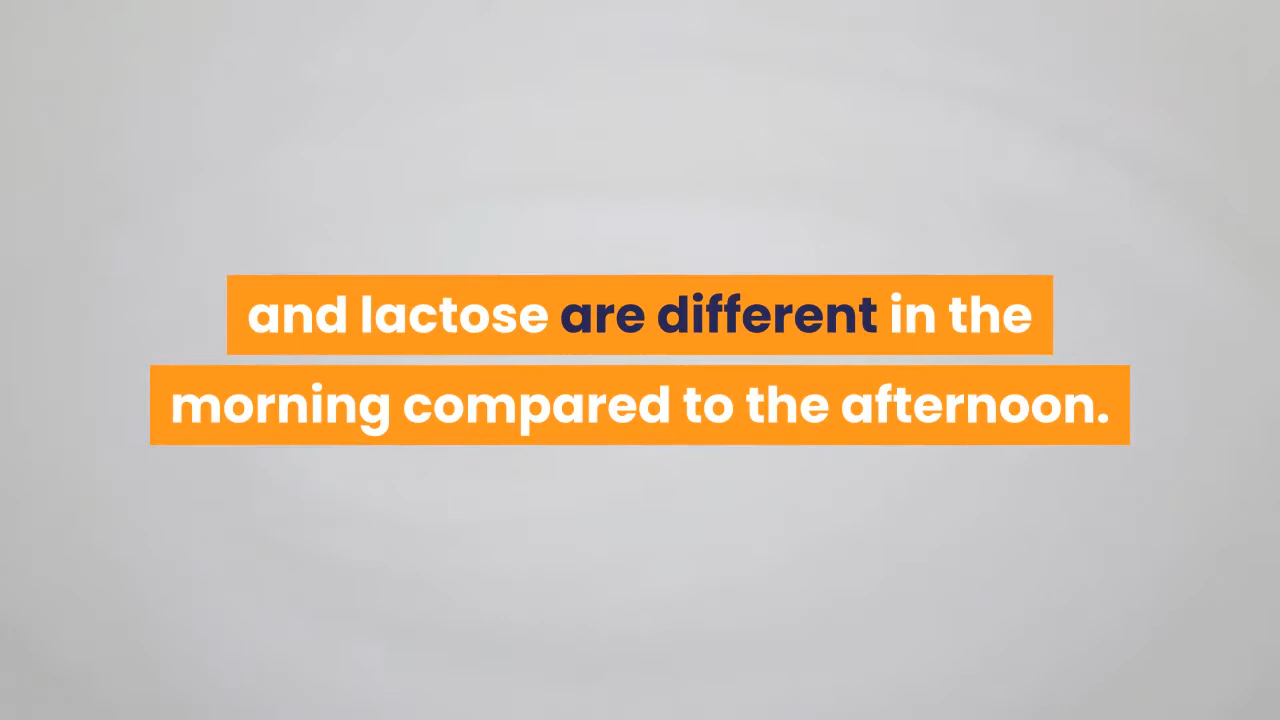 and lactose are different in the
morning compared to the afternoon.